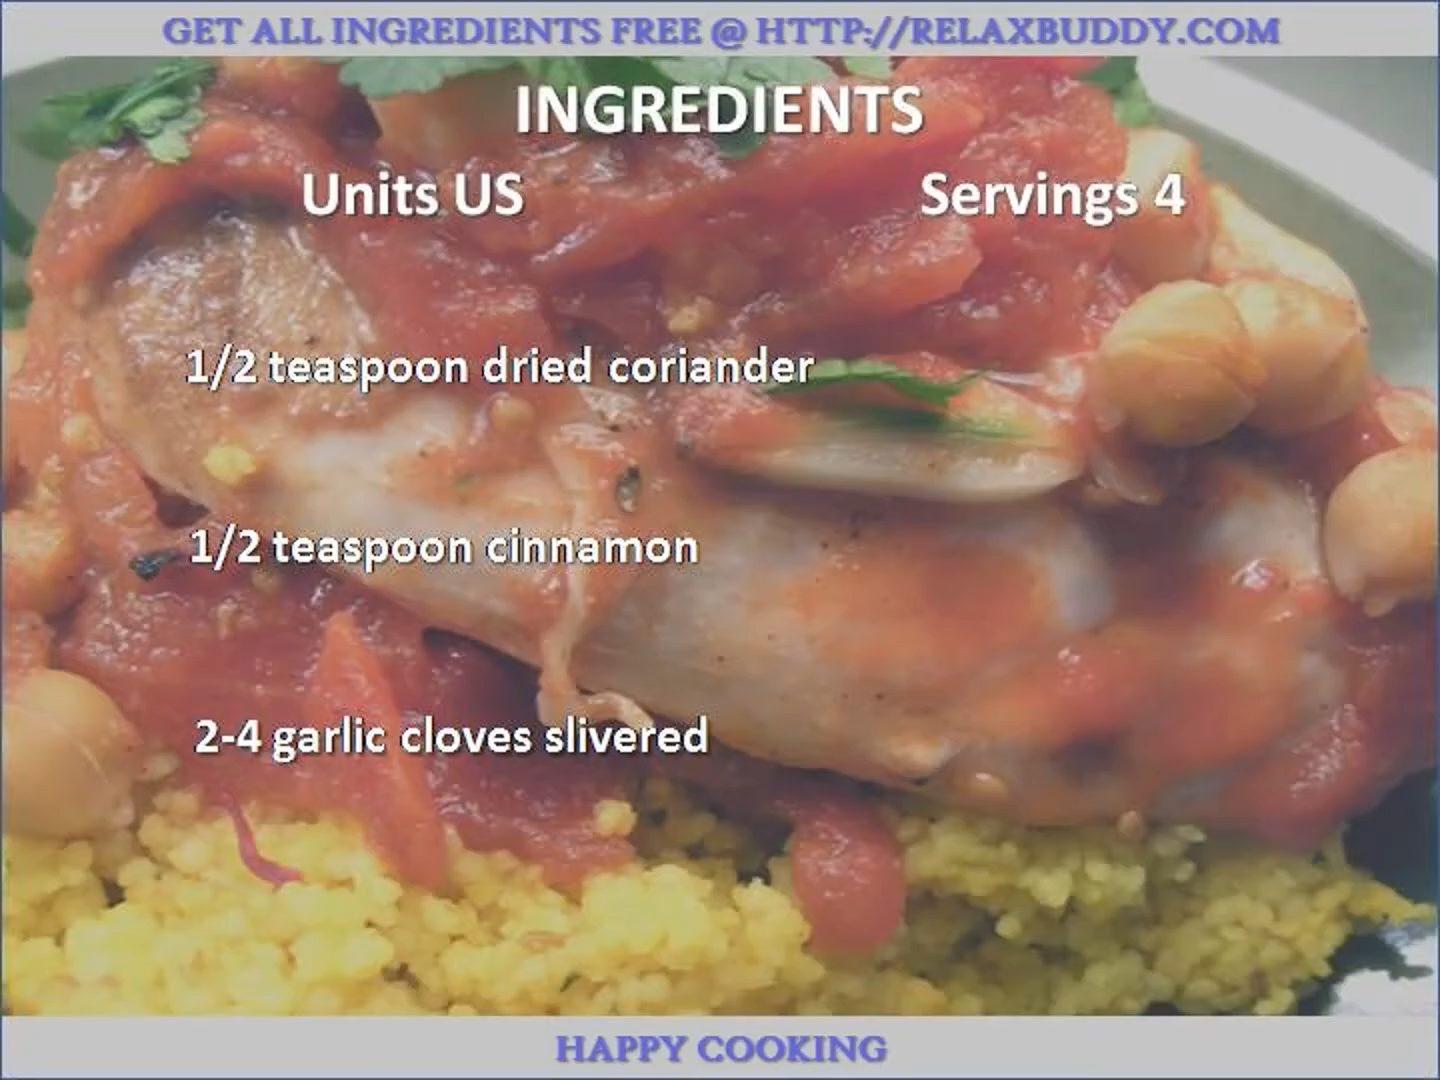 GET ALL INGREDIENTS FREE @ HTTP://RELAXBUDDY.COM
INGREDIENTS
Units US Servings 4
1/2 teaspoon dried coriander
1/2 teaspoon cinnamon
2-4 garlic cloves slivered
HAPPY COOKING